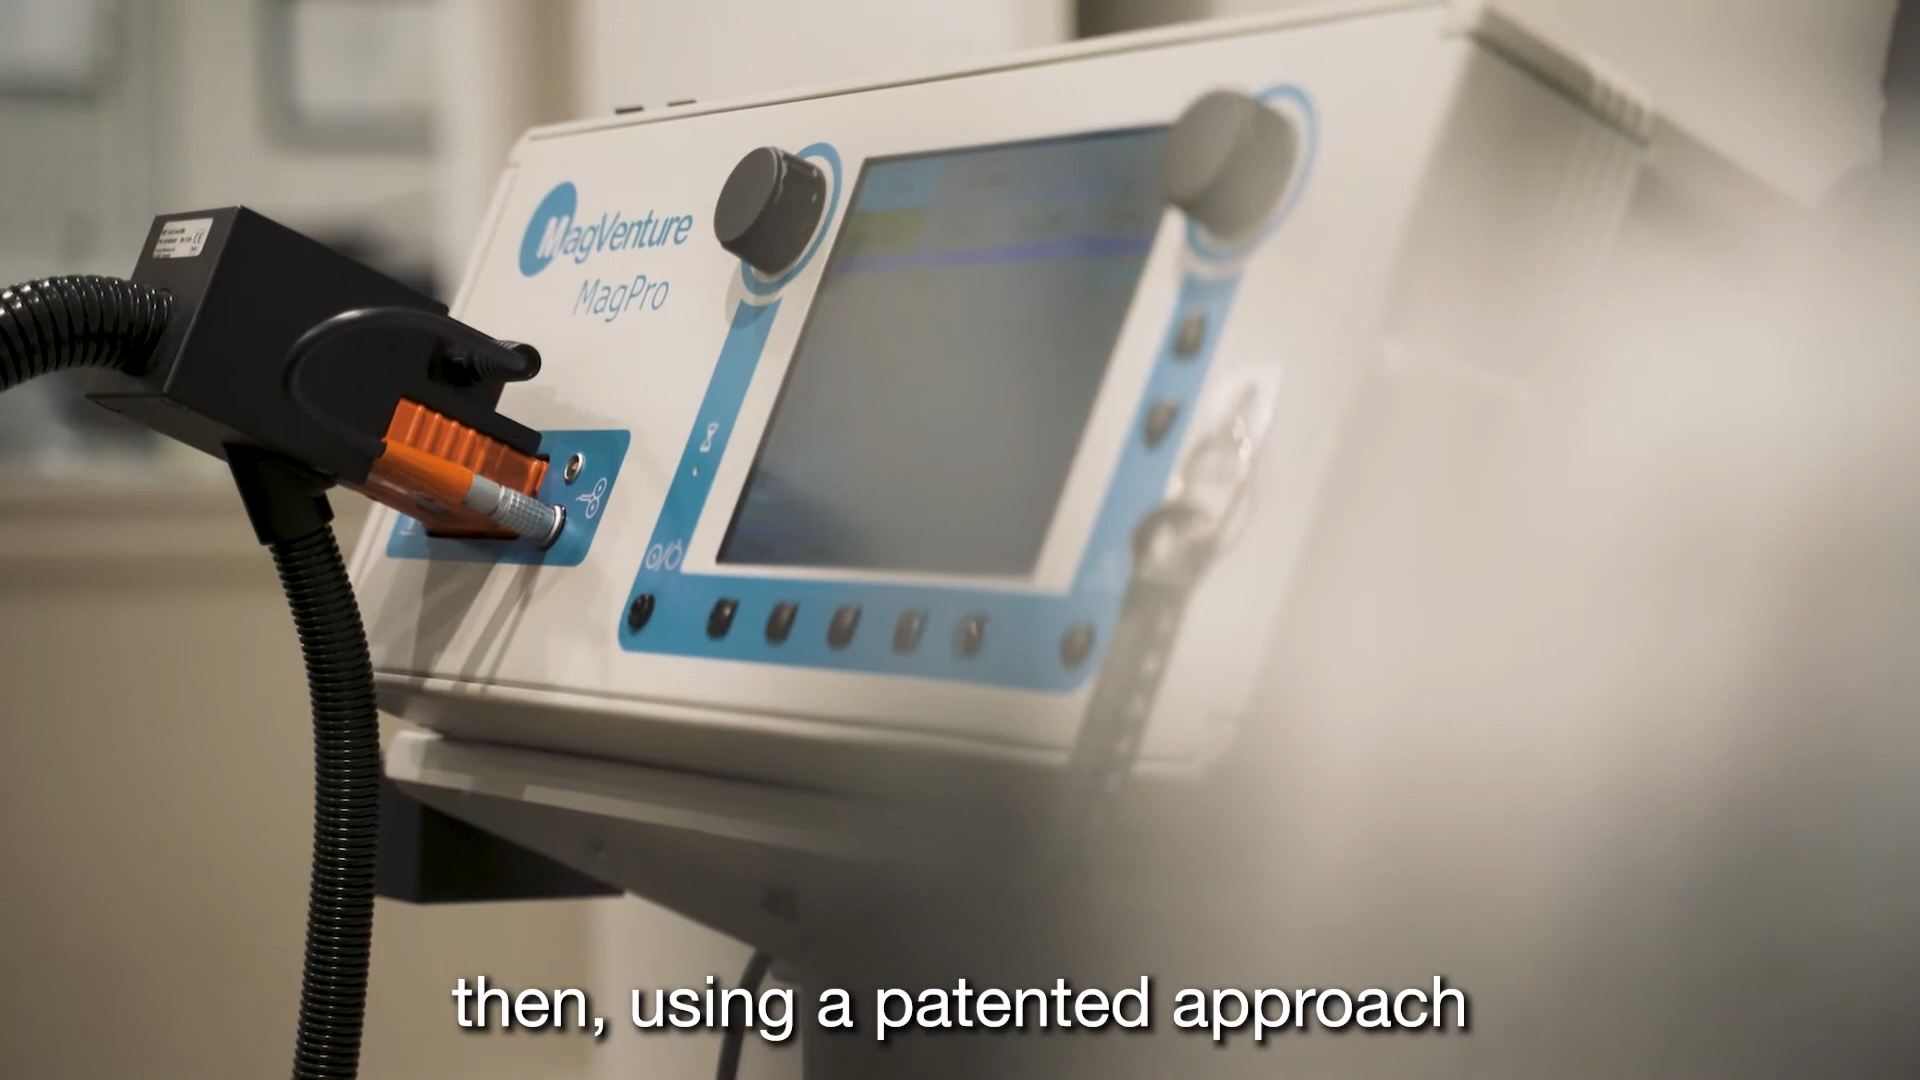 MagVenture
MagPro
then, using a patented approach